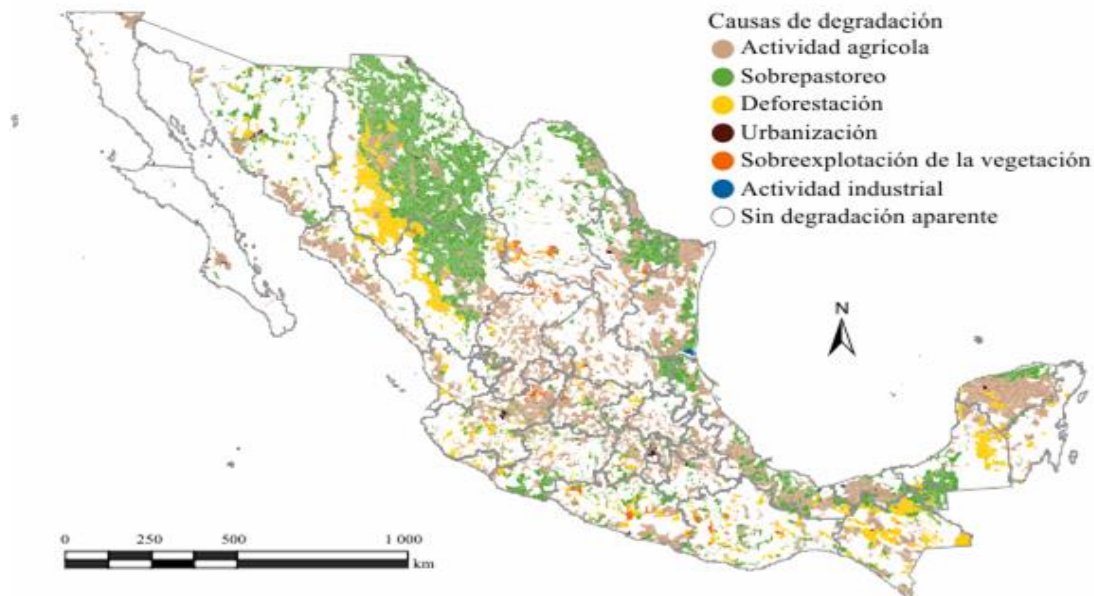 Causas de degradación
Actividad agrícola
Sobrepastoreo
Deforestación
Urbanización
Sobreexplotación de la vegetación
Actividad industrial
Sin degradación aparente
N
0 250 500 1 000
km